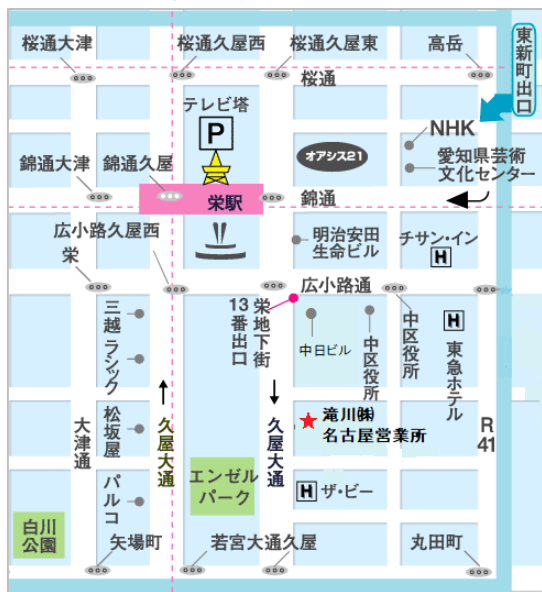 桜通大津
桜通久屋西
桜通久屋東
高岳
東新町出口
桜通
テレビ塔
P
NHK
オアシス21
愛知県芸術
文化センター
錦通大津
錦通久屋
栄駅
錦通
広小路久屋西
栄
明治安田
生命ビル
チサン・イン
H
広小路通
栄地下街
13番出口
三越
ラシック
中日ビル
中区役所
中区役所
H
東急ホテル
松坂屋
大津通
久屋大通
久屋大通
滝川㈱
名古屋営業所
R
41
パルコ
エンゼル
パーク
H ザ・ビー
白川
公園
矢場町
若宮大通久屋
丸田町